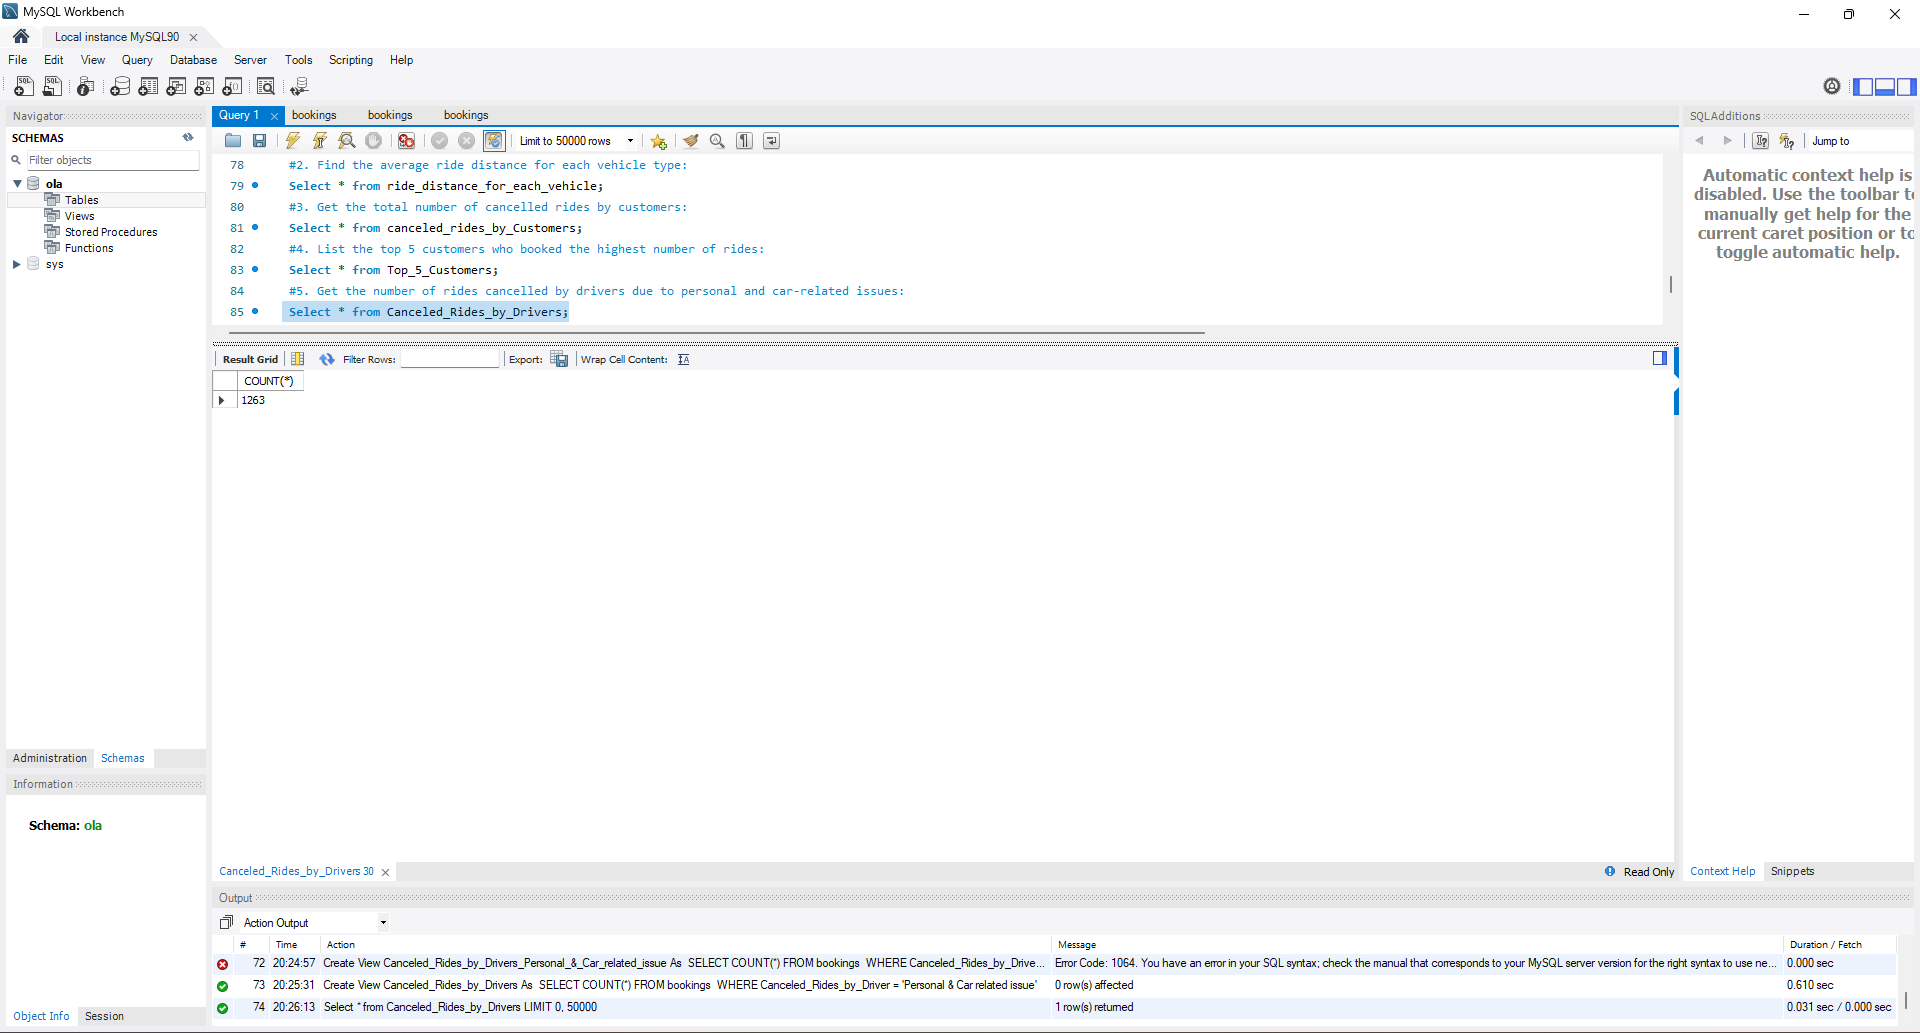 MySQL Workbench
Local instance MySQL90
File Edit View Query Database Server Tools Scripting Help
Navigator
SCHEMAS
Filter objects
ola
Tables
Views
Stored Procedures
Functions
sys
Administration Schemas
Information
Schema: ola
Object Info Session
Query 1 bookings bookings bookings
Limit to 50000 rows
78 #2. Find the average ride distance for each vehicle type:
79 Select * from ride_distance_for_each_vehicle;
80 #3. Get the total number of cancelled rides by customers:
81 Select * from canceled_rides_by_Customers;
82 #4. List the top 5 customers who booked the highest number of rides:
83 Select * from Top_5_Customers;
84 #5. Get the number of rides cancelled by drivers due to personal and car-related issues:
85 Select * from Canceled_Rides_by_Drivers;
Result Grid Filter Rows: Export: Wrap Cell Content:
COUNT(*)
1263
Canceled_Rides_by_Drivers 30 Read Only
Output
Action Output
# Time Action Message Duration / Fetch
72 20:24:57 Create View Canceled_Rides_by_Drivers_Personal_&_Car_related_issue As SELECT COUNT(*) FROM bookings WHERE Canceled_Rides_by_Drive... Error Code: 1064. You have an error in your SQL syntax; check the manual that corresponds to your MySQL server version for the right syntax to use ne... 0.000 sec
73 20:25:31 Create View Canceled_Rides_by_Drivers As SELECT COUNT(*) FROM bookings WHERE Canceled_Rides_by_Driver = 'Personal & Car related issue' 0 row(s) affected 0.610 sec
74 20:26:13 Select * from Canceled_Rides_by_Drivers LIMIT 0, 50000 1 row(s) returned 0.031 sec / 0.000 sec
SQLAdditions
Jump to
Automatic context help is
disabled. Use the toolbar to
manually get help for the
current caret position or to
toggle automatic help.
Context Help Snippets